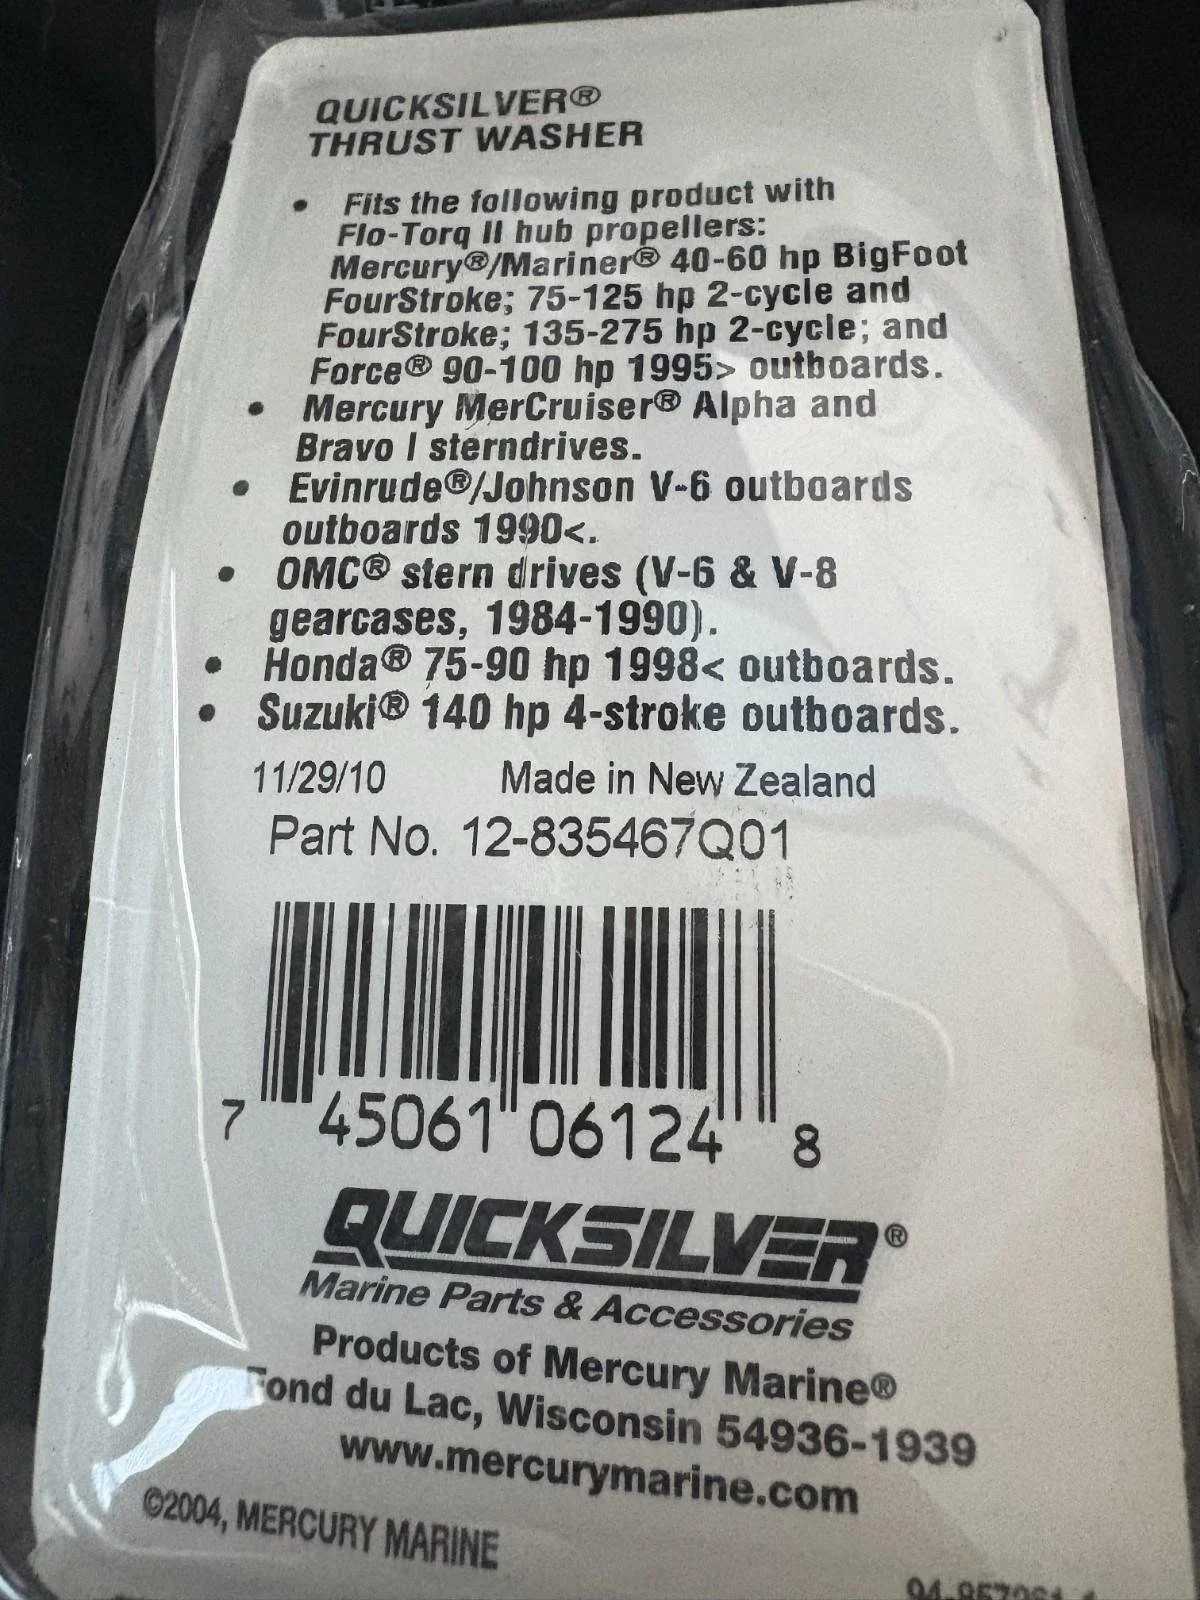 QUICKSILVER®
THRUST WASHER
• Fits the following product with
Flo-Torq II hub propellers:
Mercury®/Mariner® 40-60 hp BigFoot
FourStroke; 75-125 hp 2-cycle and
FourStroke; 135-275 hp 2-cycle; and
Force® 90-100 hp 1995> outboards.
• Mercury MerCruiser® Alpha and
Bravo I sterndrives.
• Evinrude®/Johnson V-6 outboards
outboards 1990<.
• OMC® stern drives (V-6 & V-8
gearcases, 1984-1990).
• Honda® 75-90 hp 1998< outboards.
• Suzuki® 140 hp 4-stroke outboards.
11/29/10 Made in New Zealand
Part No. 12-835467Q01
7 45061 06124 8
QUICKSILVER®
Marine Parts & Accessories
Products of Mercury Marine®
Fond du Lac, Wisconsin 54936-1939
www.mercurymarine.com
©2004, MERCURY MARINE